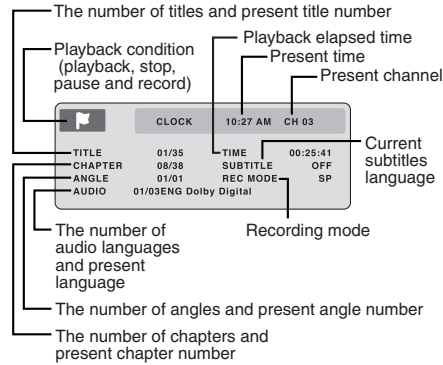 The number of titles and present title number
Playback condition
(playback, stop,
pause and record)
Playback elapsed time
Present time
Present channel
CLOCK 10:27 AM CH 03
TITLE 01/35 TIME 00:25:41
CHAPTER 08/38 SUBTITLE OFF
ANGLE 01/01 REC MODE SP
AUDIO 01/03ENG Dolby Digital
Current
subtitles
language
The number of
audio languages
and present
language
Recording mode
The number of angles and present angle number
The number of chapters and
present chapter number